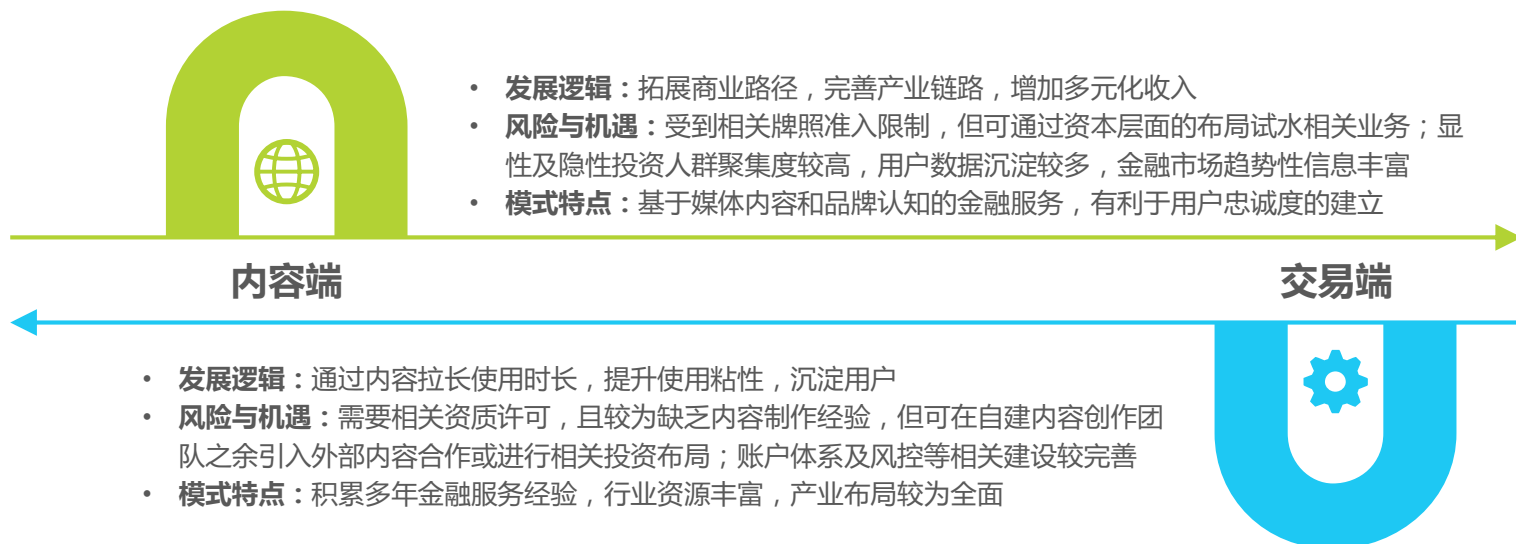 • 发展逻辑：拓展商业路径，完善产业链路，增加多元化收入
• 风险与机遇：受到相关牌照准入限制，但可通过资本层面的布局试水相关业务；显
性及隐性投资人群聚集度较高，用户数据沉淀较多，金融市场趋势性信息丰富
• 模式特点：基于媒体内容和品牌认知的金融服务，有利于用户忠诚度的建立
内容端
交易端
• 发展逻辑：通过内容拉长使用时长，提升使用粘性，沉淀用户
• 风险与机遇：需要相关资质许可，且较为缺乏内容制作经验，但可在自建内容创作团
队之余引入外部内容合作或进行相关投资布局；账户体系及风控等相关建设较完善
• 模式特点：积累多年金融服务经验，行业资源丰富，产业布局较为全面